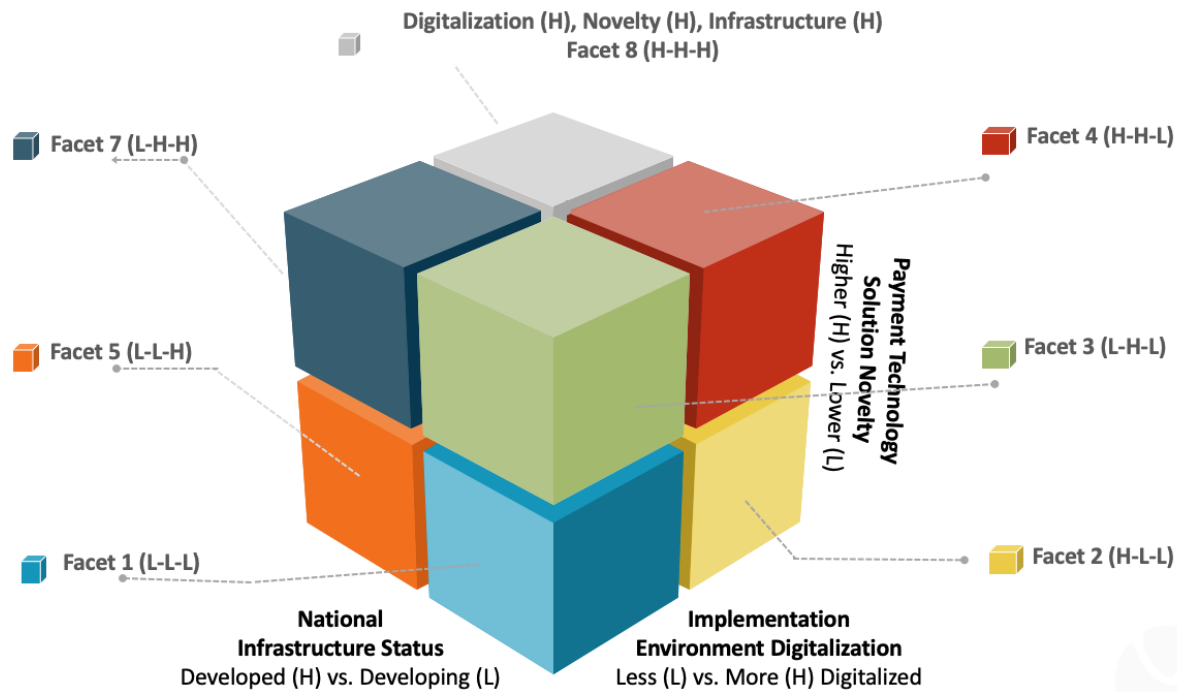 Digitalization (H), Novelty (H), Infrastructure (H)
Facet 8 (H-H-H)
Facet 7 (L-H-H)
Facet 4 (H-H-L)
Payment Technology
Solution Novelty
Higher (H) vs. Lower (L)
Facet 5 (L-L-H)
Facet 3 (L-H-L)
Facet 1 (L-L-L)
Facet 2 (H-L-L)
National
Infrastructure Status
Developed (H) vs. Developing (L)
Implementation
Environment Digitalization
Less (L) vs. More (H) Digitalized